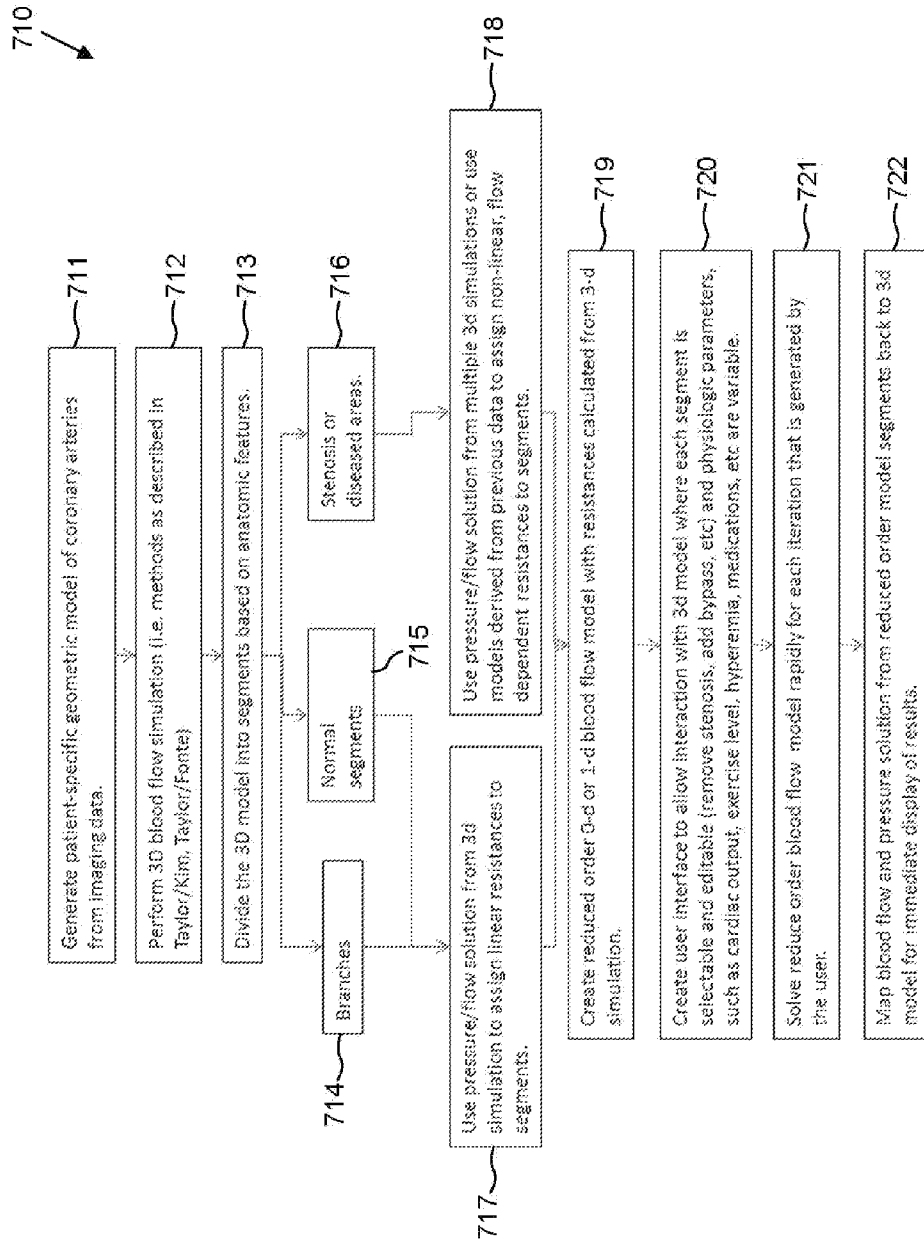 710
Generate patient-specific geometric model of coronary arteries
from imaging data.
711
Perform 3D blood flow simulation (i.e. methods as described in
Taylor/Kim, Taylor/Fonte)
712
Divide the 3D model into segments based on anatomic features.
713
Branches
714
Normal
segments
715
Stenosis or
diseased areas.
716
Use pressure/flow solution from 3d
simulation to assign linear resistances to
segments.
717
Use pressure/flow solution from multiple 3d simulations or use
models derived from previous data to assign non-linear, flow
dependent resistances to segments.
718
Create reduced order 0-d or 1-d blood flow model with resistances calculated from 3-d
simulation.
719
Create user interface to allow interaction with 3d model where each segment is
selectable and editable (remove stenosis, add bypass, etc) and physiologic parameters,
such as cardiac output, exercise level, hyperemia, medications, etc are variable.
720
Solve reduce order blood flow model rapidly for each iteration that is generated by
the user.
721
Map blood flow and pressure solution from reduced order model segments back to 3d
model for immediate display of results.
722